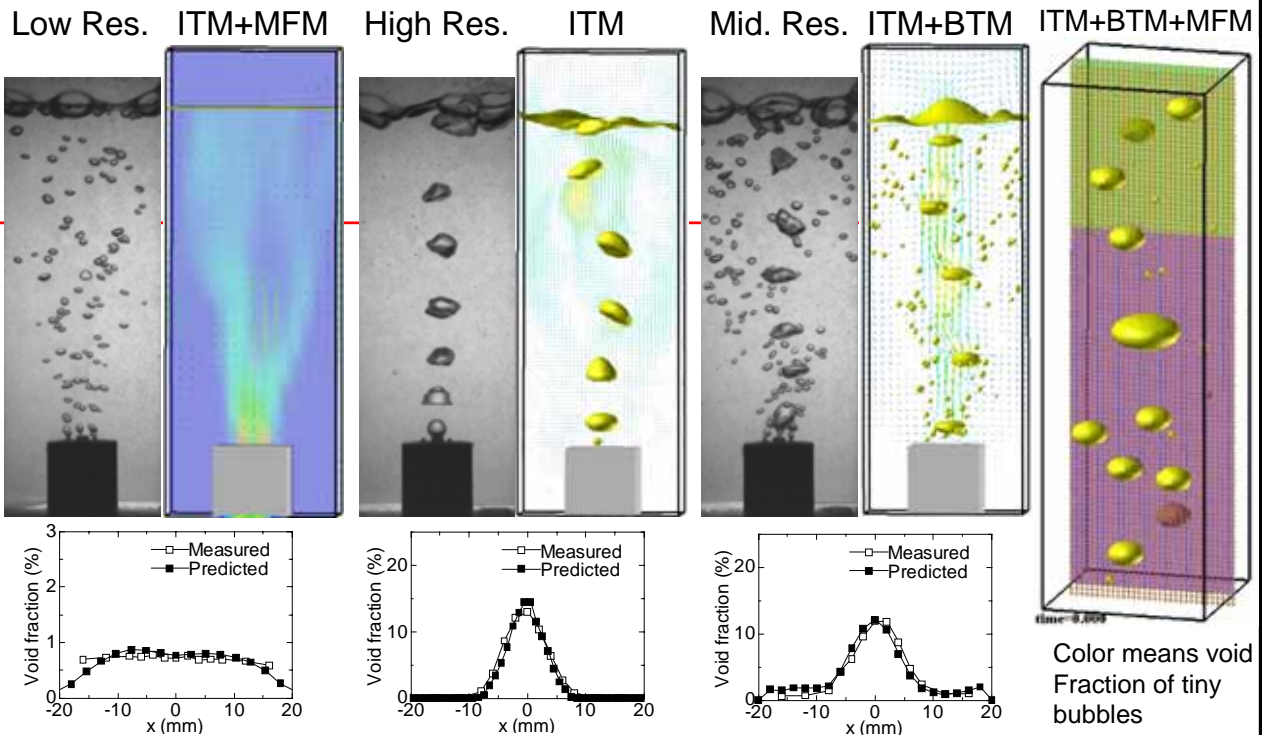 Low Res. ITM+MFM High Res. ITM Mid. Res. ITM+BTM ITM+BTM+MFM
time=0.000
Color means void
Fraction of tiny
bubbles
Void fraction (%)
3
2
1
0
Measured
Predicted
-20 -10 0 10 20
x (mm)
Void fraction (%)
20
10
0
Measured
Predicted
-20 -10 0 10 20
x (mm)
Void fraction (%)
20
10
0
Measured
Predicted
-20 -10 0 10 20
x (mm)